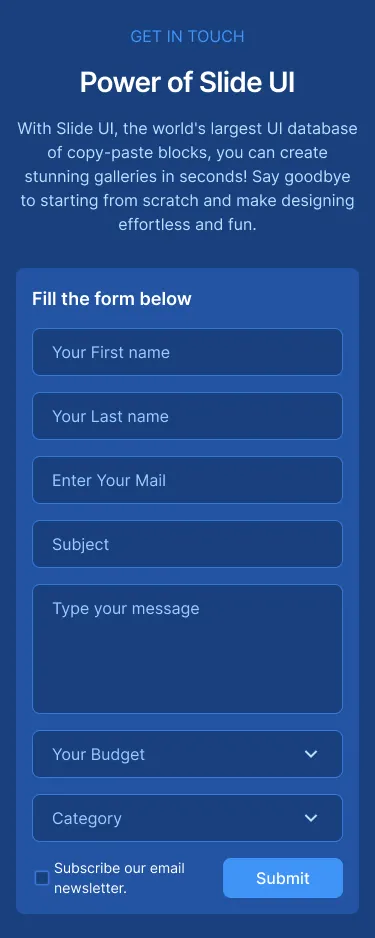 GET IN TOUCH
Power of Slide UI
With Slide UI, the world's largest UI database
of copy-paste blocks, you can create
stunning galleries in seconds! Say goodbye
to starting from scratch and make designing
effortless and fun.
Fill the form below
Your First name
Your Last name
Enter Your Mail
Subject
Type your message
Your Budget
Category
Subscribe our email
newsletter.
Submit